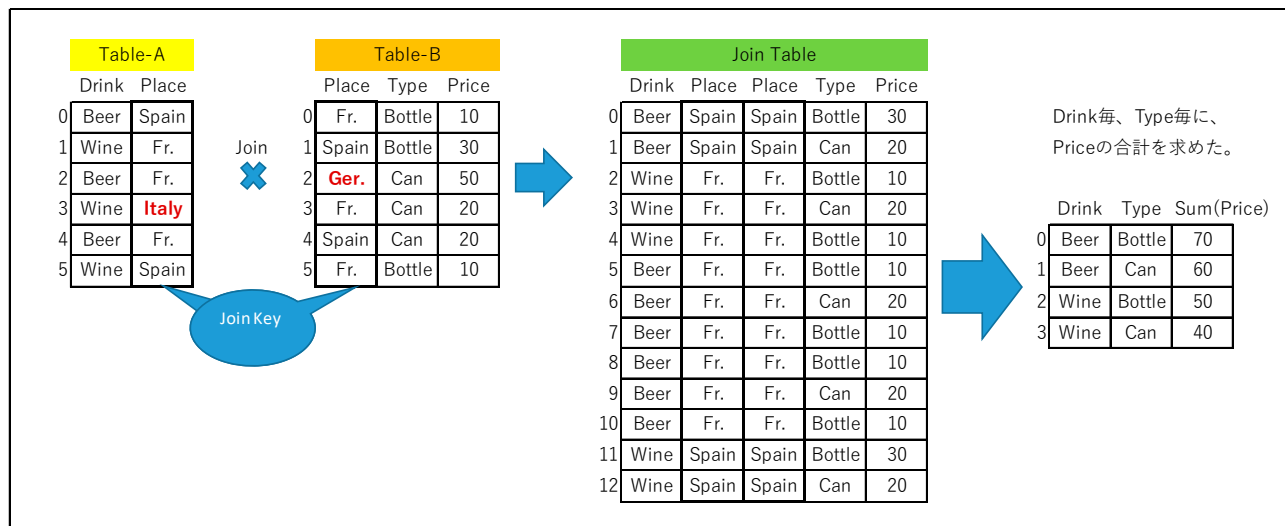 Table-A
Drink Place
0 Beer Spain
1 Wine Fr.
2 Beer Fr.
3 Wine Italy
4 Beer Fr.
5 Wine Spain
Join
Join Key
Table-B
Place Type Price
0 Fr. Bottle 10
1 Spain Bottle 30
2 Ger. Can 50
3 Fr. Can 20
4 Spain Can 20
5 Fr. Bottle 10
Join Table
Drink Place Place Type Price
0 Beer Spain Spain Bottle 30
1 Beer Spain Spain Can 20
2 Wine Fr. Fr. Bottle 10
3 Wine Fr. Fr. Can 20
4 Wine Fr. Fr. Bottle 10
5 Beer Fr. Fr. Bottle 10
6 Beer Fr. Fr. Can 20
7 Beer Fr. Fr. Bottle 10
8 Beer Fr. Fr. Bottle 10
9 Beer Fr. Fr. Can 20
10 Beer Fr. Fr. Bottle 10
11 Wine Spain Spain Bottle 30
12 Wine Spain Spain Can 20
Drink毎、Type毎に、
Priceの合計を求めた。
Drink Type Sum(Price)
0 Beer Bottle 70
1 Beer Can 60
2 Wine Bottle 50
3 Wine Can 40